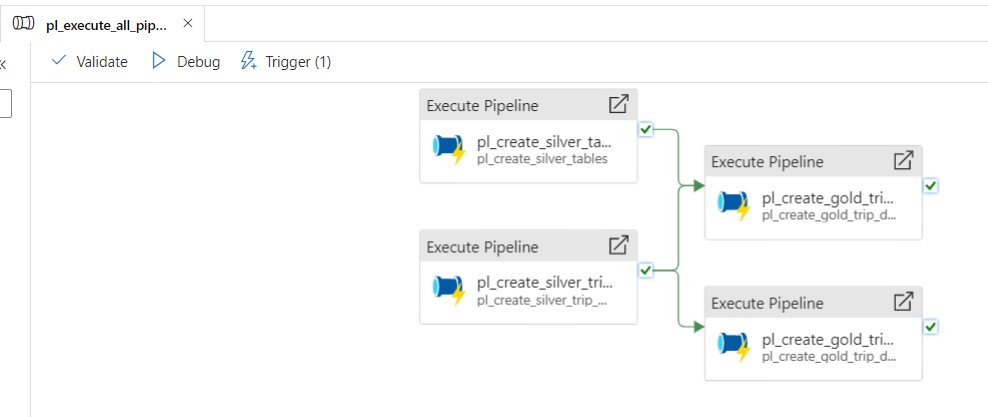 pl_execute_all_pip...
Validate
Debug
Trigger (1)
Execute Pipeline
pl_create_silver_ta...
pl_create_silver_tables
Execute Pipeline
pl_create_gold_tri...
pl_create_gold_trip_d...
Execute Pipeline
pl_create_silver_tri...
pl_create_silver_trip_...
Execute Pipeline
pl_create_gold_tri...
pl_create_gold_trip_d...